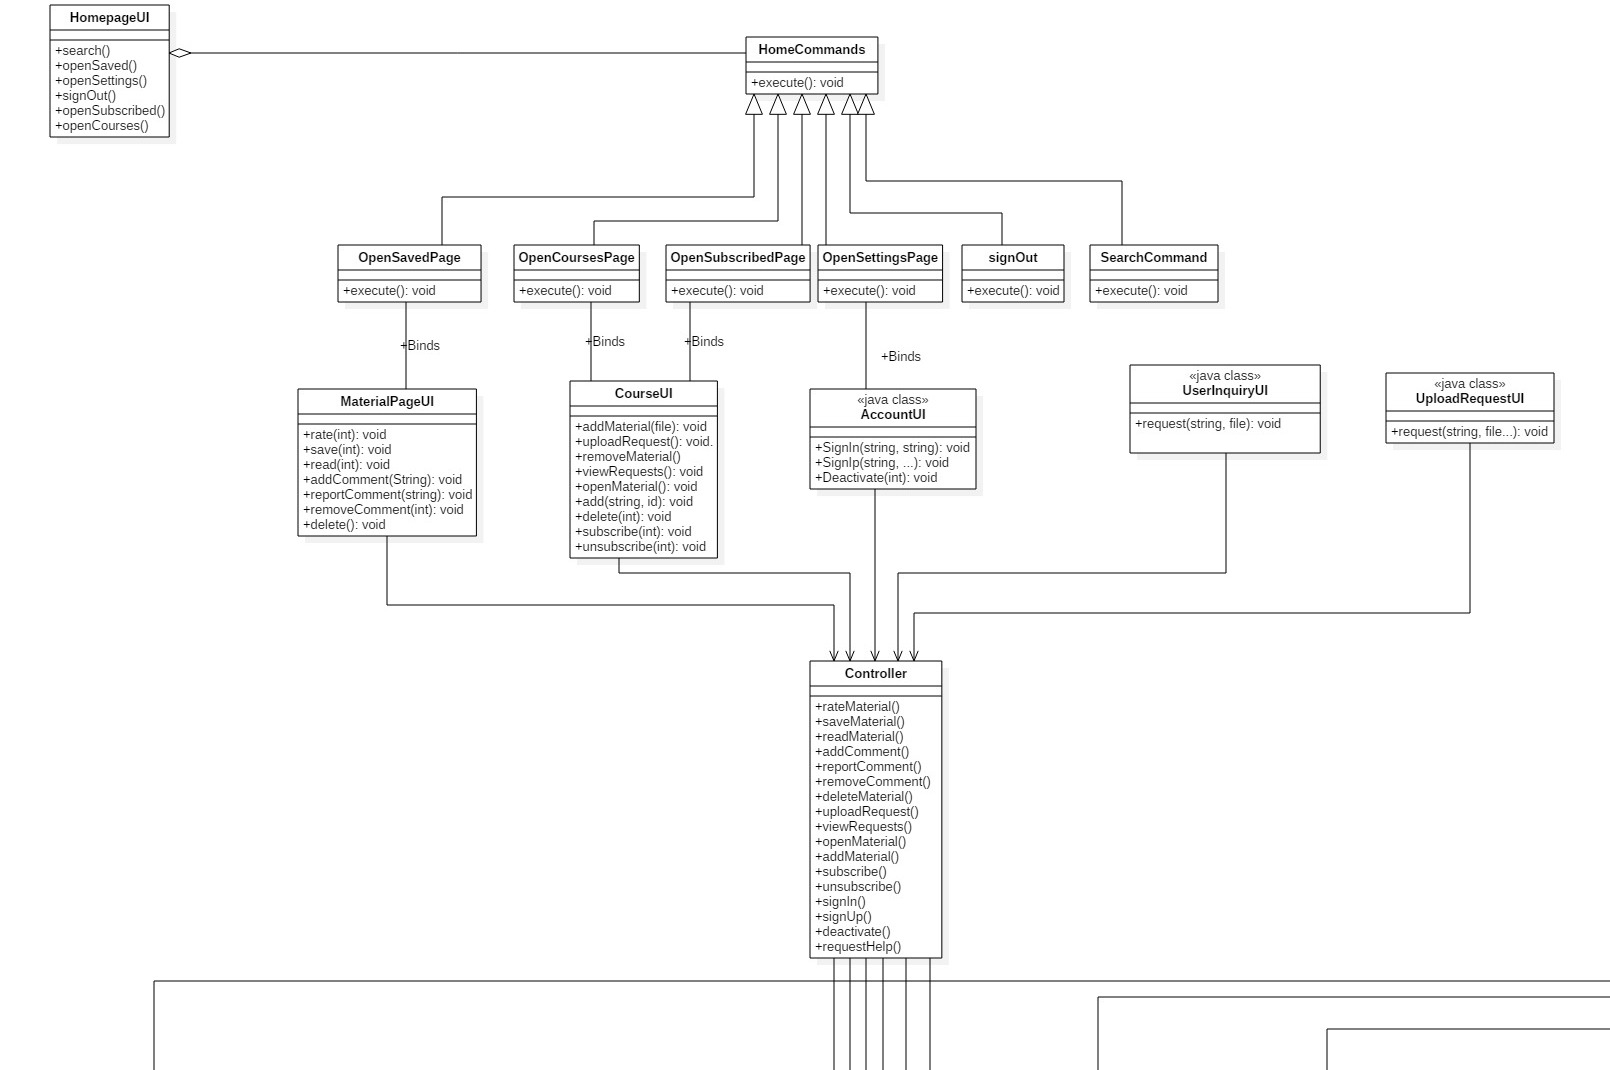 HomepageUI
+search()
+openSaved()
+openSettings()
+signOut()
+openSubscribed()
+openCourses()
HomeCommands
+execute(): void
OpenSavedPage
+execute(): void
OpenCoursesPage
+execute(): void
OpenSubscribedPage
+execute(): void
OpenSettingsPage
+execute(): void
signOut
+execute(): void
SearchCommand
+execute(): void
+Binds
+Binds
+Binds
+Binds
MaterialPageUI
+rate(int): void
+save(int): void
+read(int): void
+addComment(String): void
+reportComment(string): void
+removeComment(int): void
+delete(): void
CourseUI
+addMaterial(file): void
+uploadRequest(): void.
+removeMaterial()
+viewRequests(): void
+openMaterial(): void
+add(string, id): void
+delete(int): void
+subscribe(int): void
+unsubscribe(int): void
«java class»
AccountUI
+SignIn(string, string): void
+SignIp(string, ...): void
+Deactivate(int): void
«java class»
UserInquiryUI
+request(string, file): void
«java class»
UploadRequestUI
+request(string, file...): void
Controller
+rateMaterial()
+saveMaterial()
+readMaterial()
+addComment()
+reportComment()
+removeComment()
+deleteMaterial()
+uploadRequest()
+viewRequests()
+openMaterial()
+addMaterial()
+subscribe()
+unsubscribe()
+signIn()
+signUp()
+deactivate()
+requestHelp()